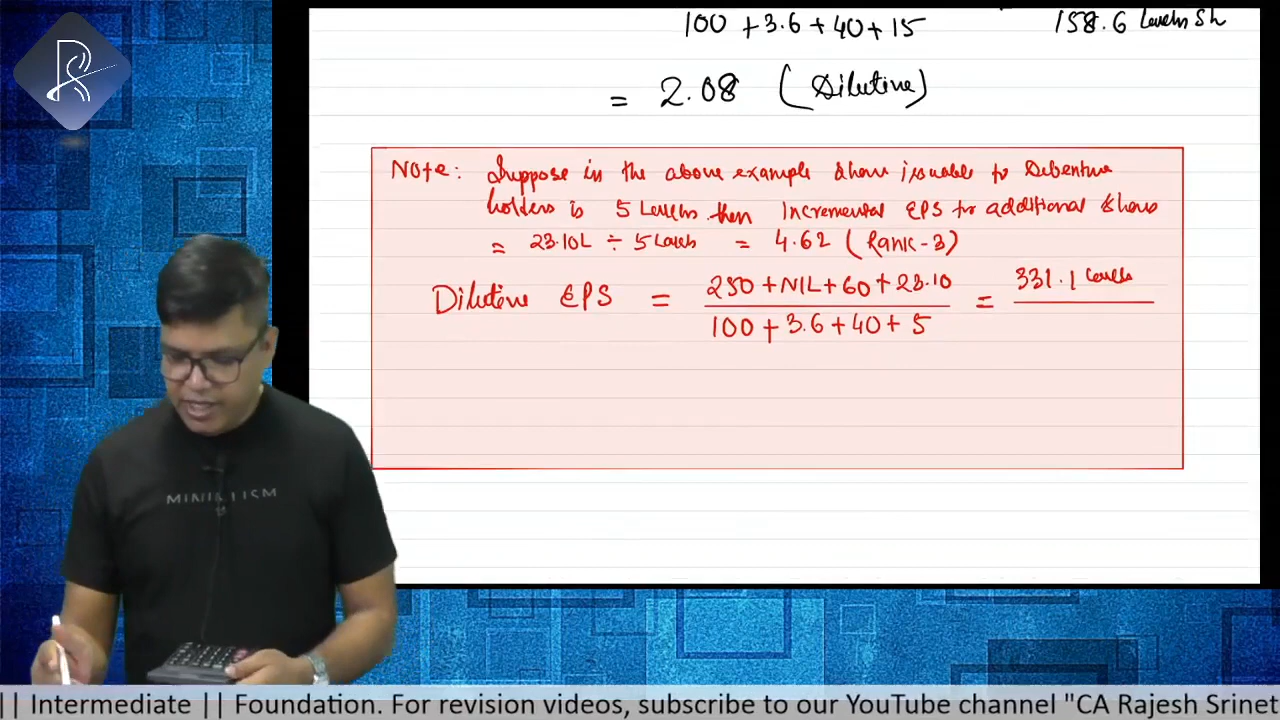 100 + 3.6 + 40 + 15
158.6 Lakhs Sh
= 2.08 (Dilutive)
Note: Suppose in the above example share issuable to Debenture
holders is 5 Lakhs then Incremental EPS to additional share
= 23.10L ÷ 5 Lakh = 4.62 (Rank-3)
Dilutive EPS = 250 + NIL + 60 + 23.10 = 331.1 Lakhs
100 + 3.6 + 40 + 5
MINIMALISM
|| Intermediate || Foundation. For revision videos, subscribe to our YouTube channel "CA Rajesh Srinet